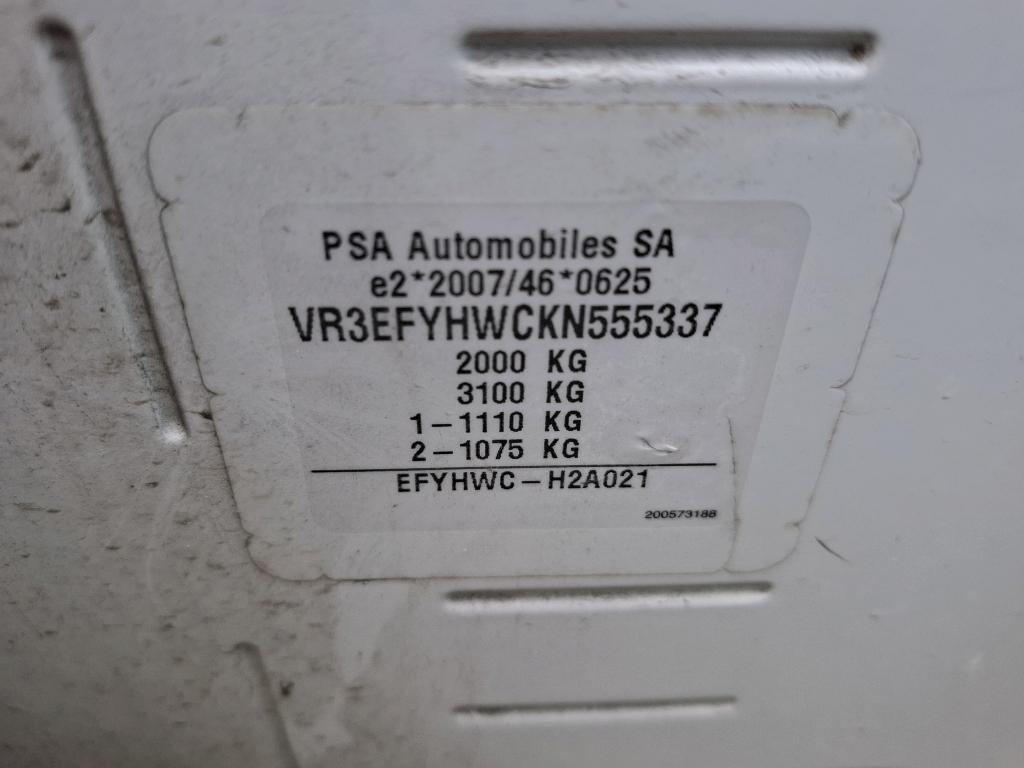 PSA Automobiles SA
e2*2007/46*0625
VR3EFYHWCKN555337
2000 KG
3100 KG
1-1110 KG
2-1075 KG
EFYHWC-H2A021
200573188